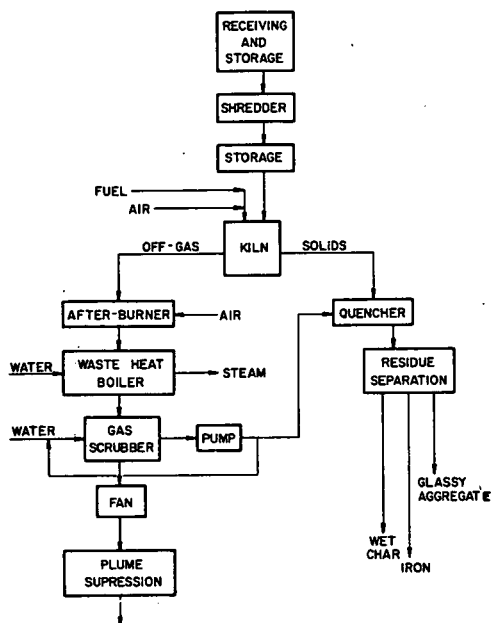 RECEIVING
AND
STORAGE
SHREDDER
STORAGE
FUEL
AIR
KILN
OFF-GAS
SOLIDS
AFTER-BURNER
AIR
QUENCHER
WATER
WASTE HEAT
BOILER
STEAM
RESIDUE
SEPARATION
WATER
GAS
SCRUBBER
PUMP
FAN
GLASSY
AGGREGATE
WET
CHAR
IRON
PLUME
SUPRESSION